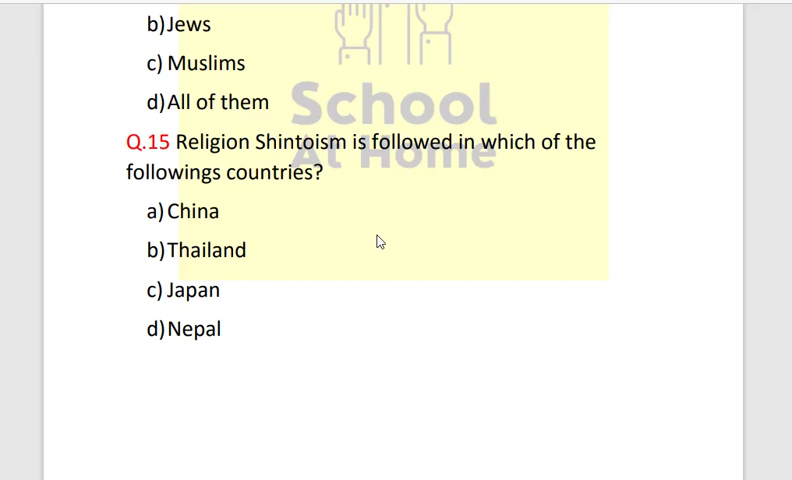 b)Jews
c) Muslims
d)All of them
School
At Home
Q.15 Religion Shintoism is followed in which of the
followings countries?
a)China
b)Thailand
c) Japan
d)Nepal